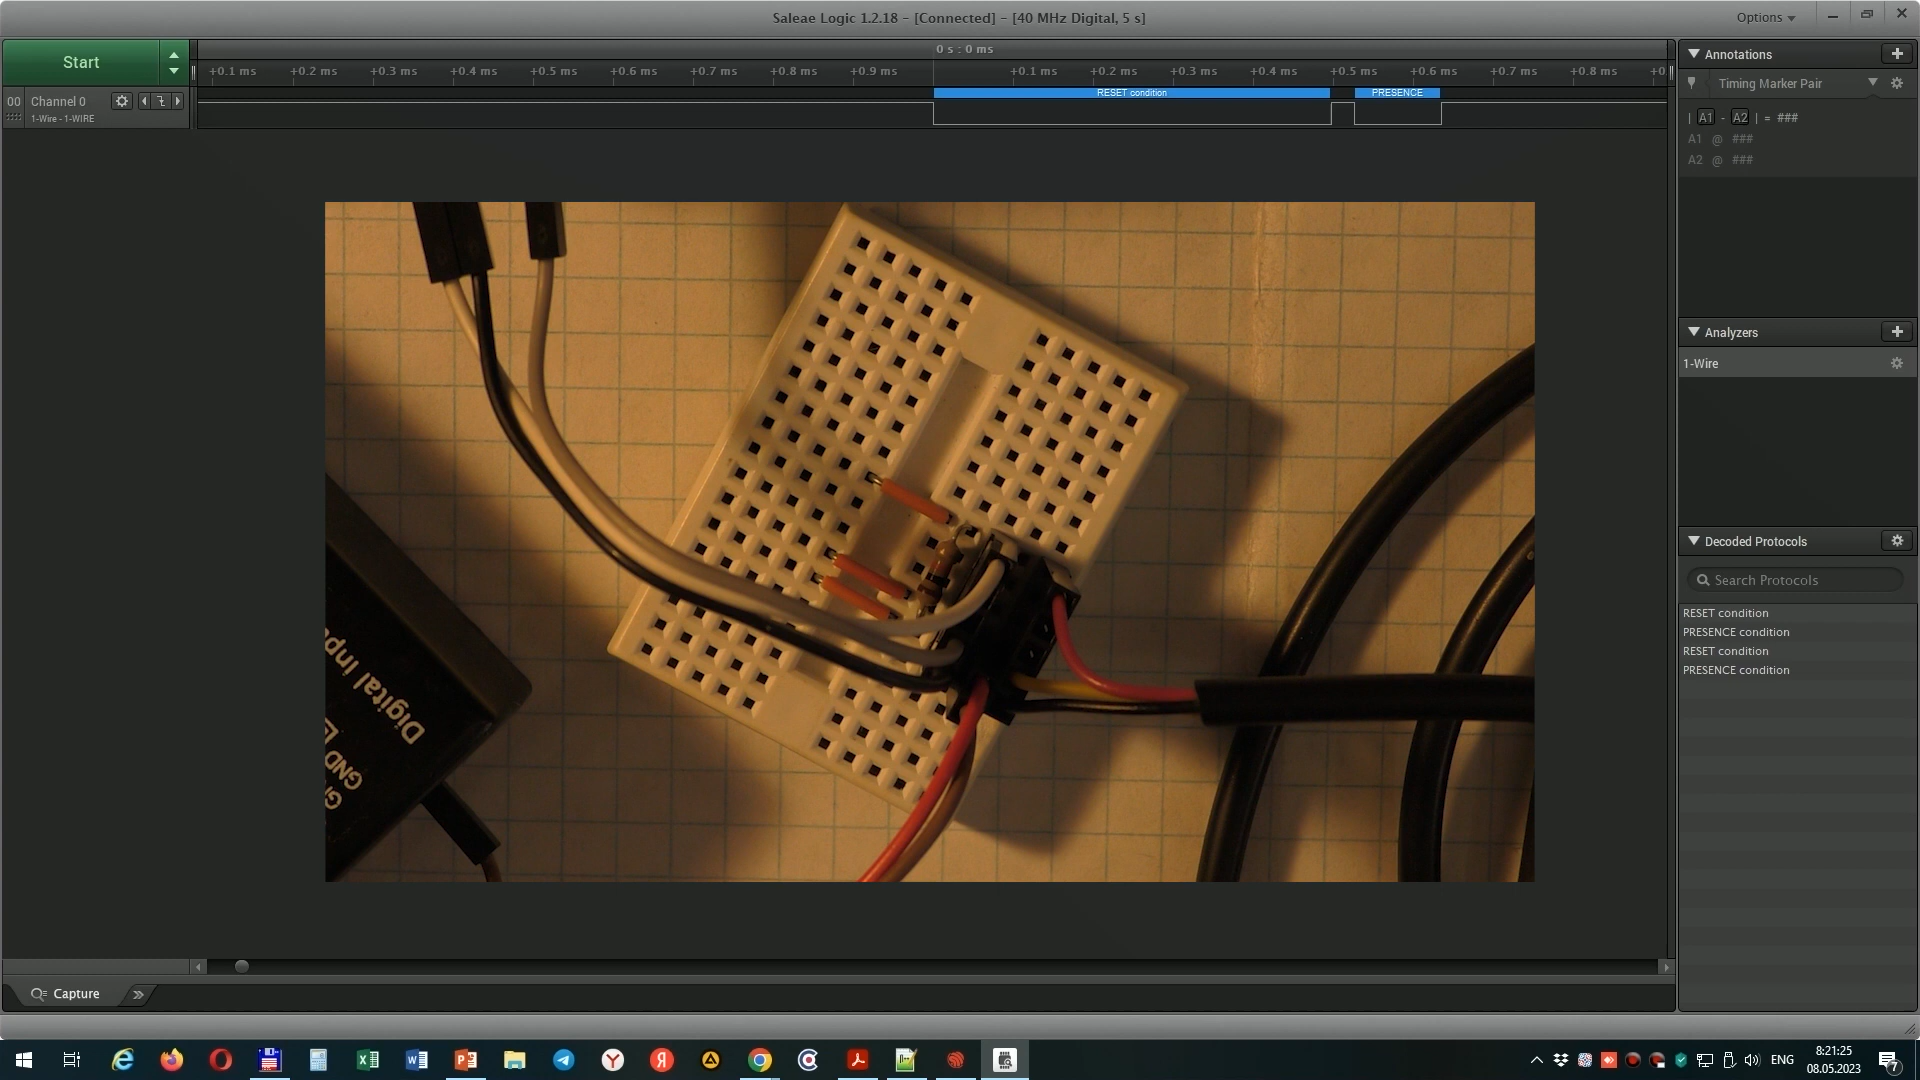 Saleae Logic 1.2.18 - [Connected] - [40 MHz Digital, 5 s]
Options
Start
0 s : 0 ms
+0.1 ms +0.2 ms +0.3 ms +0.4 ms +0.5 ms +0.6 ms +0.7 ms +0.8 ms +0.9 ms +0.1 ms +0.2 ms +0.3 ms +0.4 ms +0.5 ms +0.6 ms +0.7 ms +0.8 ms
00 Channel 0
1-Wire - 1-WIRE
RESET condition
PRESENCE
Annotations
Timing Marker Pair
| A1 - A2 | = ###
A1 @ ###
A2 @ ###
Analyzers
1-Wire
Decoded Protocols
Search Protocols
RESET condition
PRESENCE condition
RESET condition
PRESENCE condition
Digital Inpu
GND
Capture
ENG
8:21:25
08.05.2023
7